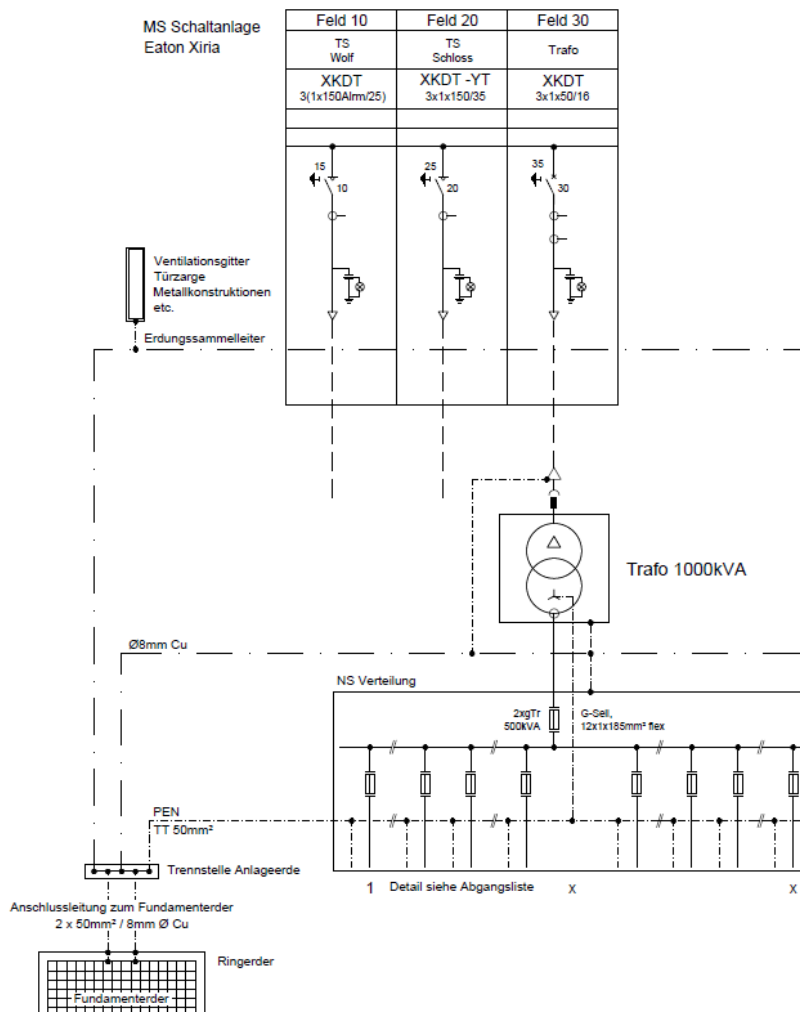 MS Schaltanlage
Eaton Xiria
Feld 10 Feld 20 Feld 30
TS
Wolf
TS
Schloss
Trafo
XKDT
3(1x150Alrm/25)
XKDT -YT
3x1x150/35
XKDT
3x1x50/16
15
10
25
20
35
30
Ventilationsgitter
Türzarge
Metallkonstruktionen
etc.
Erdungssammelleiter
Trafo 1000kVA
Ø8mm Cu
NS Verteilung
2xgTr
500kVA
G-Sell,
12x1x185mm² flex
PEN
TT 50mm²
Trennstelle Anlageerde
1 Detail siehe Abgangsliste x x
Anschlussleitung zum Fundamenterder
2 x 50mm² / 8mm Ø Cu
Ringerder
Fundamenterder